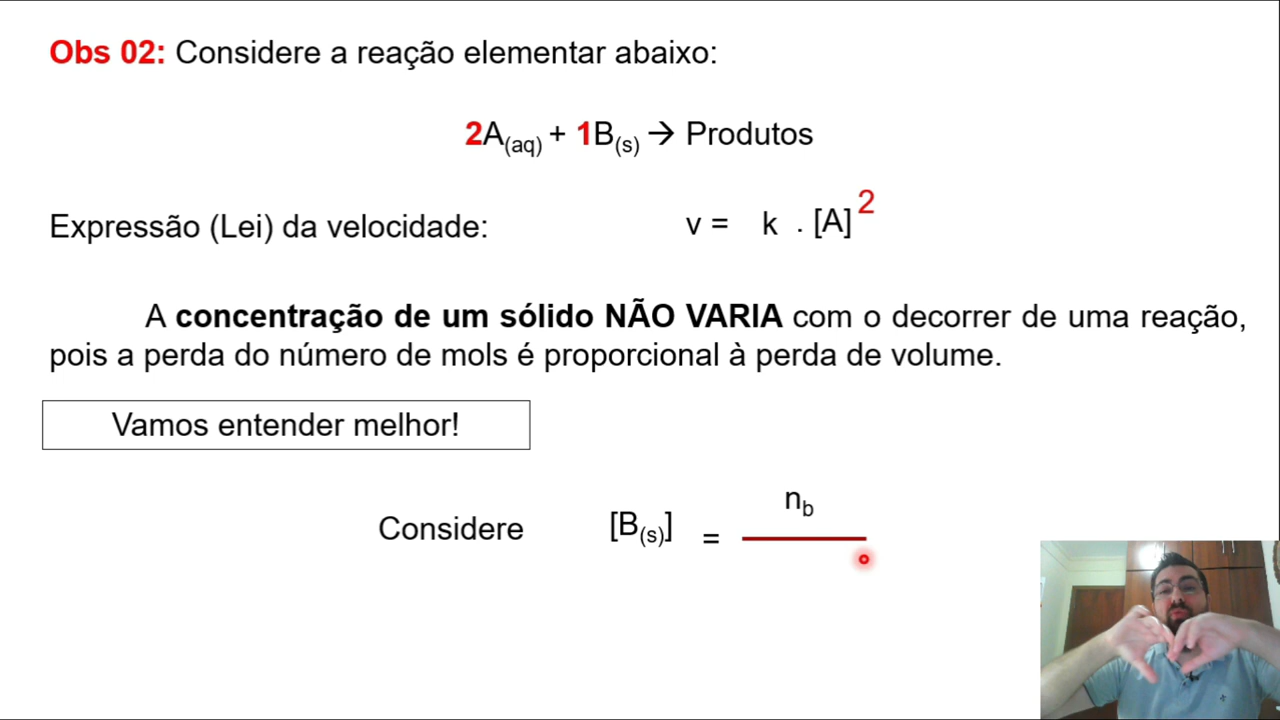 Obs 02: Considere a reação elementar abaixo:
2A(aq) + 1B(s) → Produtos
Expressão (Lei) da velocidade: v = k . [A]²
A concentração de um sólido NÃO VARIA com o decorrer de uma reação,
pois a perda do número de mols é proporcional à perda de volume.
Vamos entender melhor!
Considere [B(s)] = nb